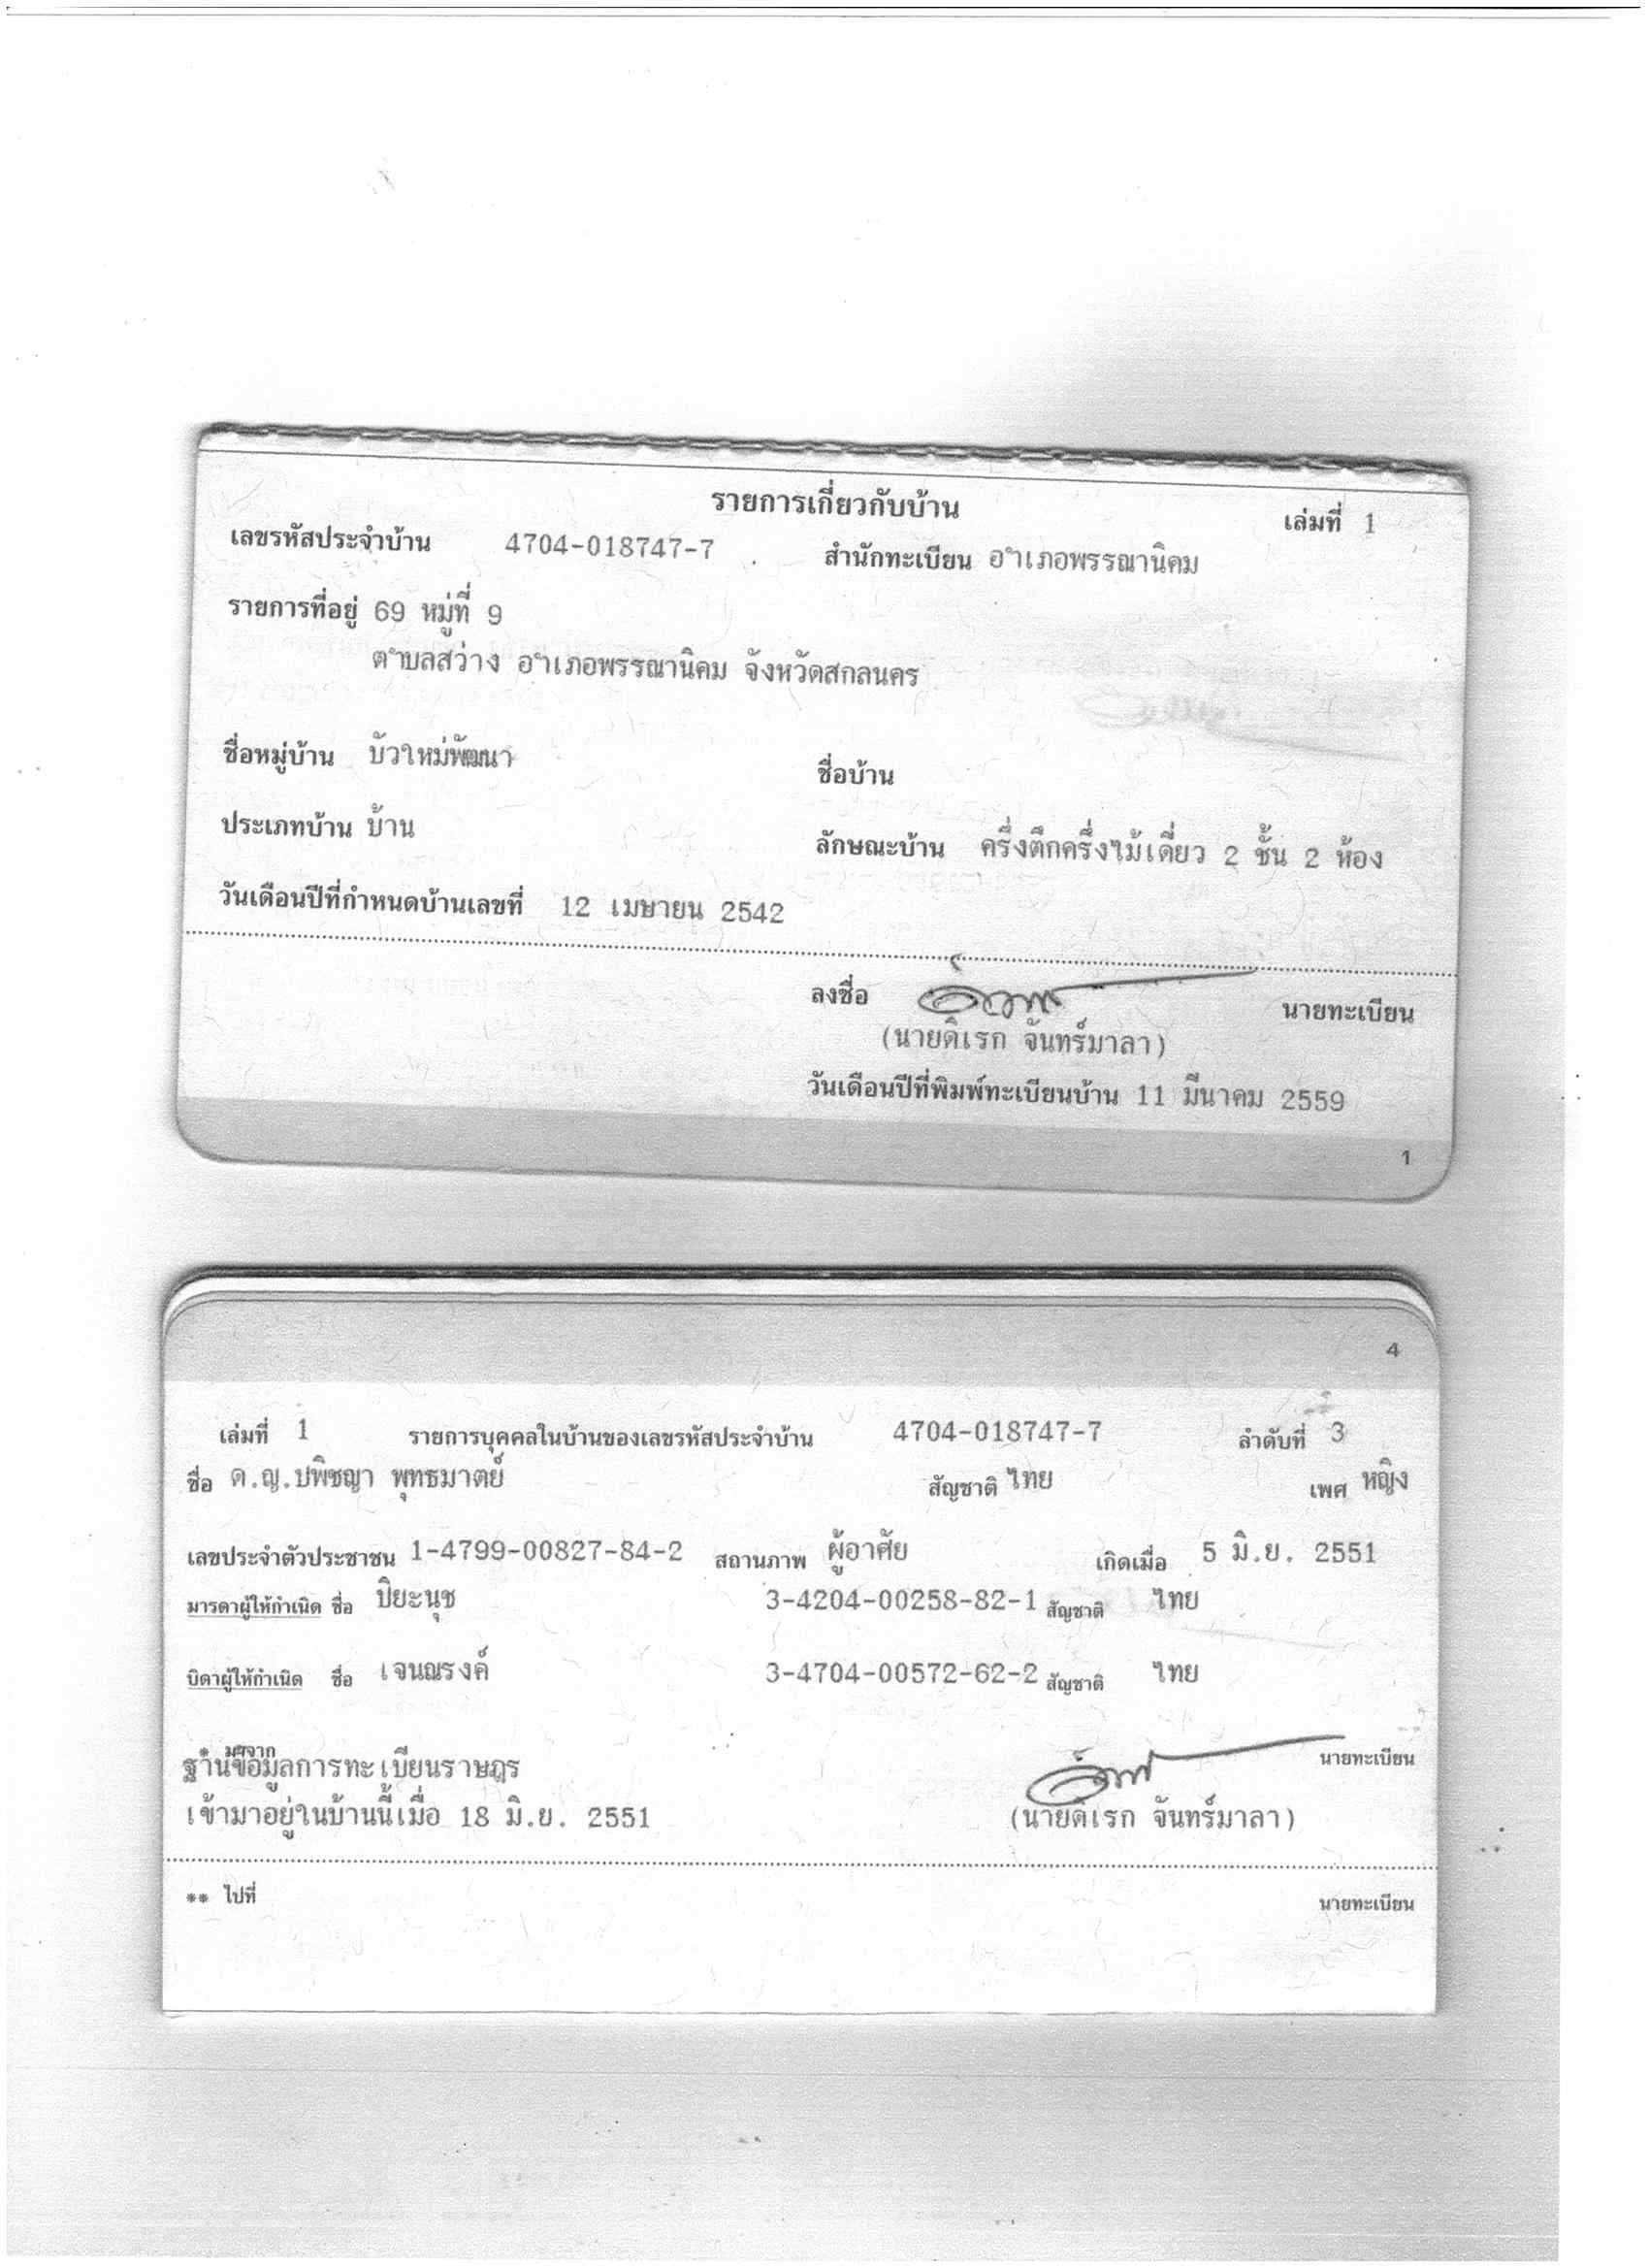 รายการเกี่ยวกับบ้าน เล่มที่ 1
เลขรหัสประจำบ้าน 4704-018747-7 สำนักทะเบียน อำเภอพรรณานิคม
รายการที่อยู่ 69 หมู่ที่ 9
ตำบลสว่าง อำเภอพรรณานิคม จังหวัดสกลนคร
ชื่อหมู่บ้าน บัวใหม่พัฒนา ชื่อบ้าน
ประเภทบ้าน บ้าน ลักษณะบ้าน ครึ่งตึกครึ่งไม้เดี่ยว 2 ชั้น 2 ห้อง
วันเดือนปีที่กำหนดบ้านเลขที่ 12 เมษายน 2542
ลงชื่อ นายทะเบียน
(นายดิเรก จันทร์มาลา)
วันเดือนปีที่พิมพ์ทะเบียนบ้าน 11 มีนาคม 2559
1
4
เล่มที่ 1 รายการบุคคลในบ้านของเลขรหัสประจำบ้าน 4704-018747-7 ลำดับที่ 3
ชื่อ ด.ญ.ปพิชญา พุทธมาตย์ สัญชาติ ไทย เพศ หญิง
เลขประจำตัวประชาชน 1-4799-00827-84-2 สถานภาพ ผู้อาศัย เกิดเมื่อ 5 มิ.ย. 2551
มารดาผู้ให้กำเนิด ชื่อ ปิยะนุช 3-4204-00258-82-1 สัญชาติ ไทย
บิดาผู้ให้กำเนิด ชื่อ เจนณรงค์ 3-4704-00572-62-2 สัญชาติ ไทย
* มาจาก
ฐานข้อมูลการทะเบียนราษฎร นายทะเบียน
เข้ามาอยู่ในบ้านนี้เมื่อ 18 มิ.ย. 2551 (นายดิเรก จันทร์มาลา)
** ไปที่ นายทะเบียน